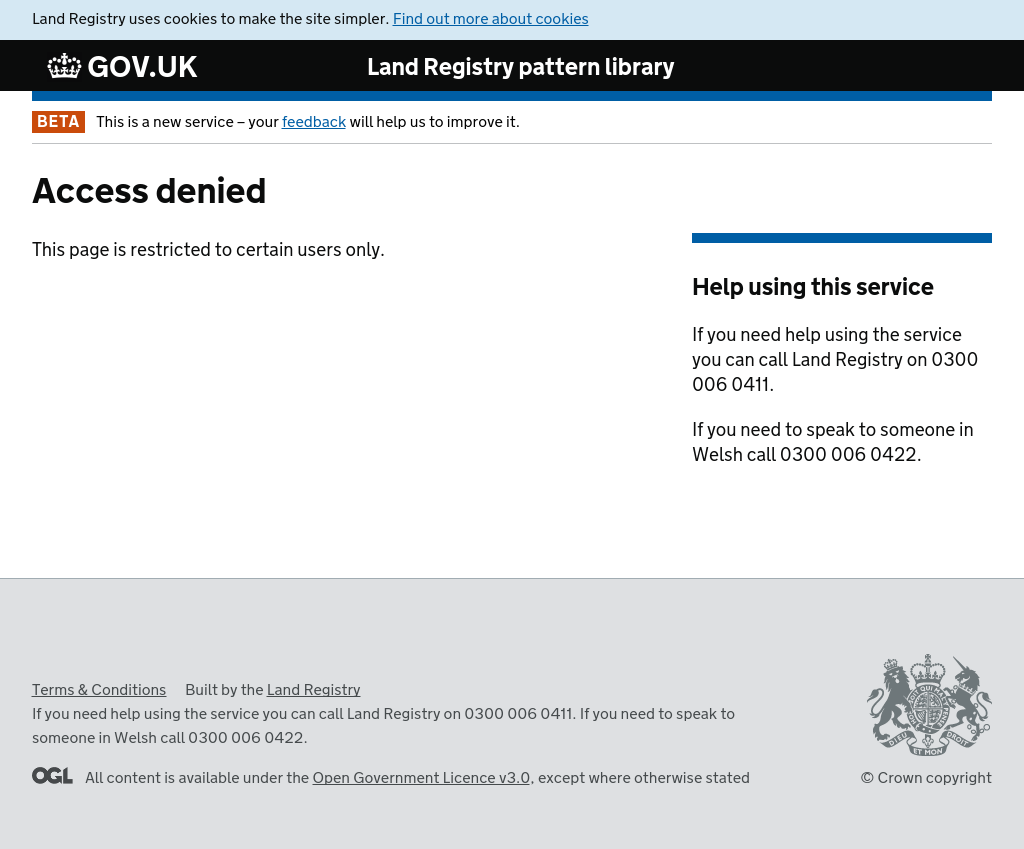 Land Registry uses cookies to make the site simpler. Find out more about cookies
GOV.UK
Land Registry pattern library
BETA This is a new service – your feedback will help us to improve it.
Access denied
This page is restricted to certain users only.
Help using this service
If you need help using the service
you can call Land Registry on 0300
006 0411.
If you need to speak to someone in
Welsh call 0300 006 0422.
Terms & Conditions Built by the Land Registry
If you need help using the service you can call Land Registry on 0300 006 0411. If you need to speak to
someone in Welsh call 0300 006 0422.
OGL All content is available under the Open Government Licence v3.0, except where otherwise stated
DIEU ET MON DROIT
© Crown copyright